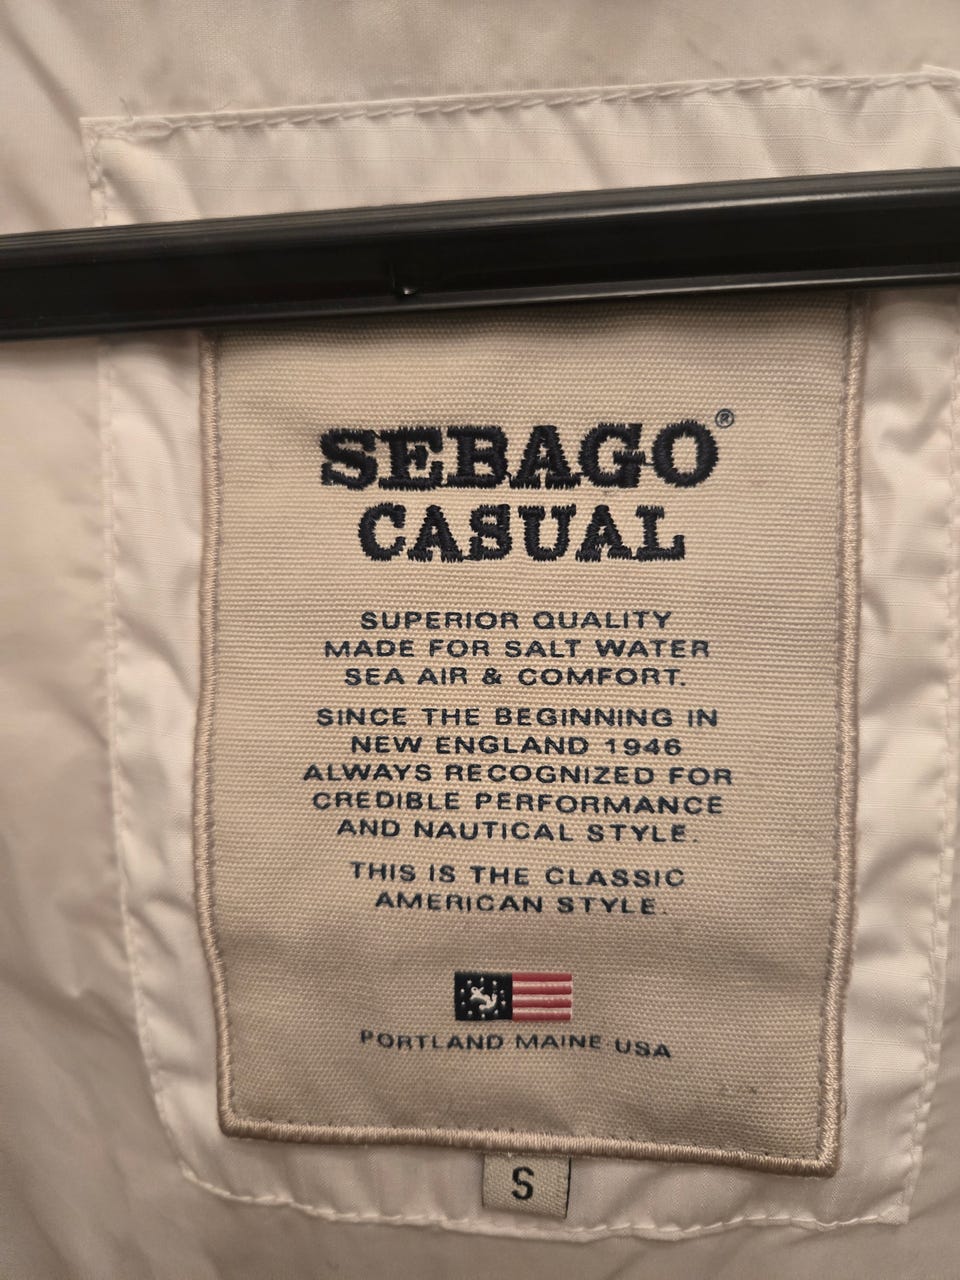 SEBAGO®
CASUAL
SUPERIOR QUALITY
MADE FOR SALT WATER
SEA AIR & COMFORT.
SINCE THE BEGINNING IN
NEW ENGLAND 1946
ALWAYS RECOGNIZED FOR
CREDIBLE PERFORMANCE
AND NAUTICAL STYLE.
THIS IS THE CLASSIC
AMERICAN STYLE.
PORTLAND MAINE USA
S